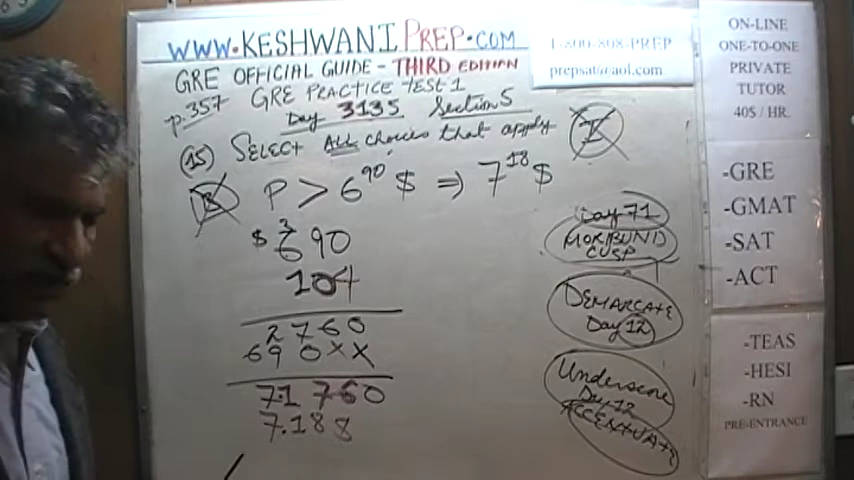 WWW.KESHWANIPREP.COM
1-800-808-PREP
prepsat@aol.com
GRE OFFICIAL GUIDE - THIRD EDITION
p.357 GRE PRACTICE TEST 1
Day 3135 Section 5
(15) SELECT ALL choices that apply
I
B P > 6^90 $ ⇒ 7^18 $
3
$ 690
104
2760
690XX
71760
7.188
Day 71
MORIBUND
CUSP
DEMARCATE
Day 12
Underscore
Day 12
ACCENTUATE
ON-LINE
ONE-TO-ONE
PRIVATE
TUTOR
40$ / HR.
-GRE
-GMAT
-SAT
-ACT
-TEAS
-HESI
-RN
PRE-ENTRANCE